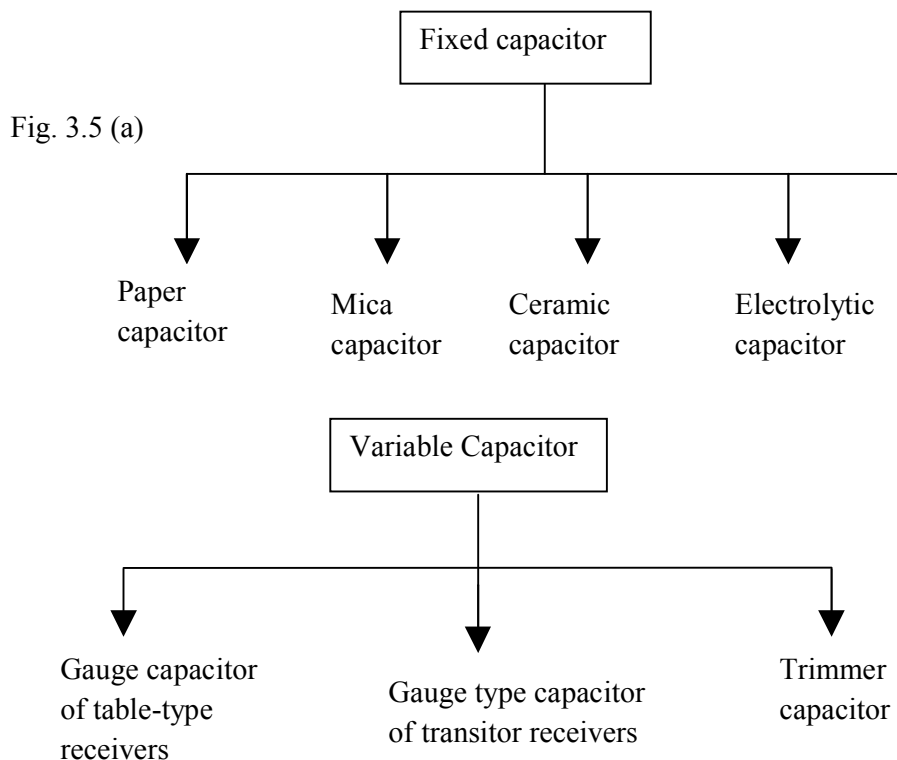 Fixed capacitor
Fig. 3.5 (a)
Paper
capacitor
Mica
capacitor
Ceramic
capacitor
Electrolytic
capacitor
Variable Capacitor
Gauge capacitor
of table-type
receivers
Gauge type capacitor
of transitor receivers
Trimmer
capacitor